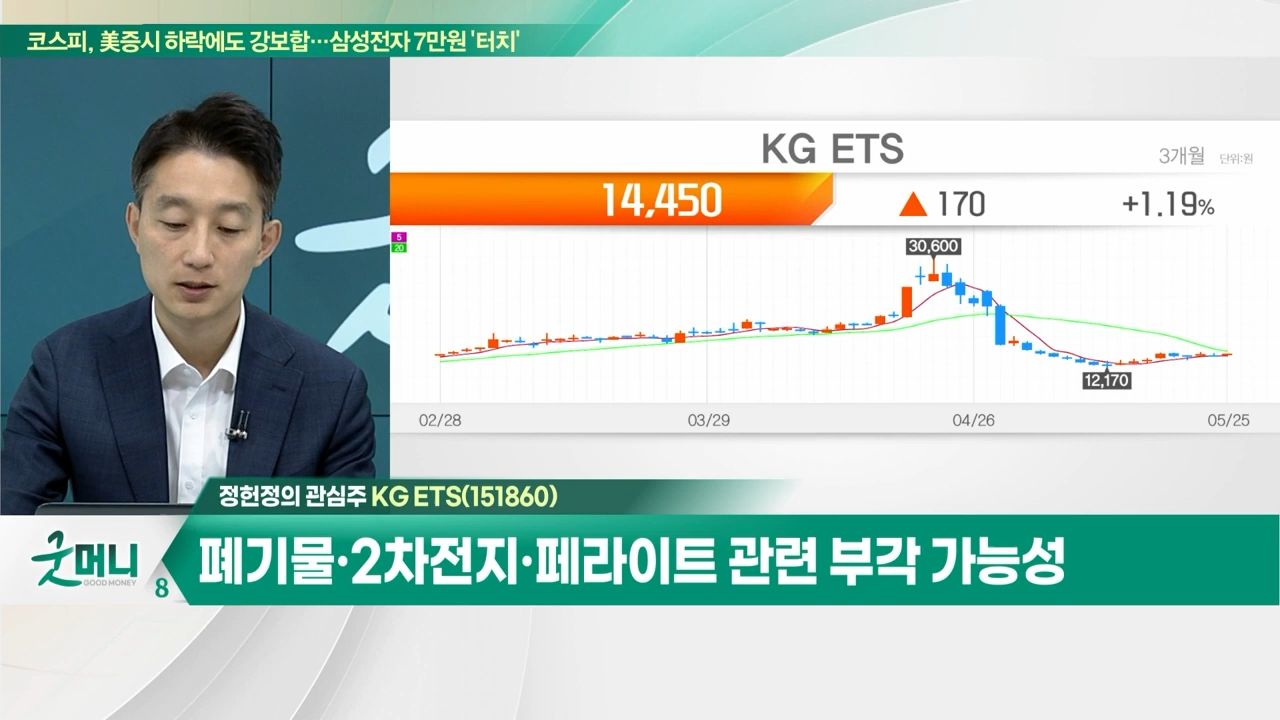 코스피, 美증시 하락에도 강보합…삼성전자 7만원 '터치'
KG ETS
3개월 단위:원
14,450 ▲ 170 +1.19%
5
20
30,600
12,170
02/28 03/29 04/26 05/25
정헌정의 관심주 KG ETS(151860)
폐기물·2차전지·페라이트 관련 부각 가능성
굿머니
GOOD MONEY
8